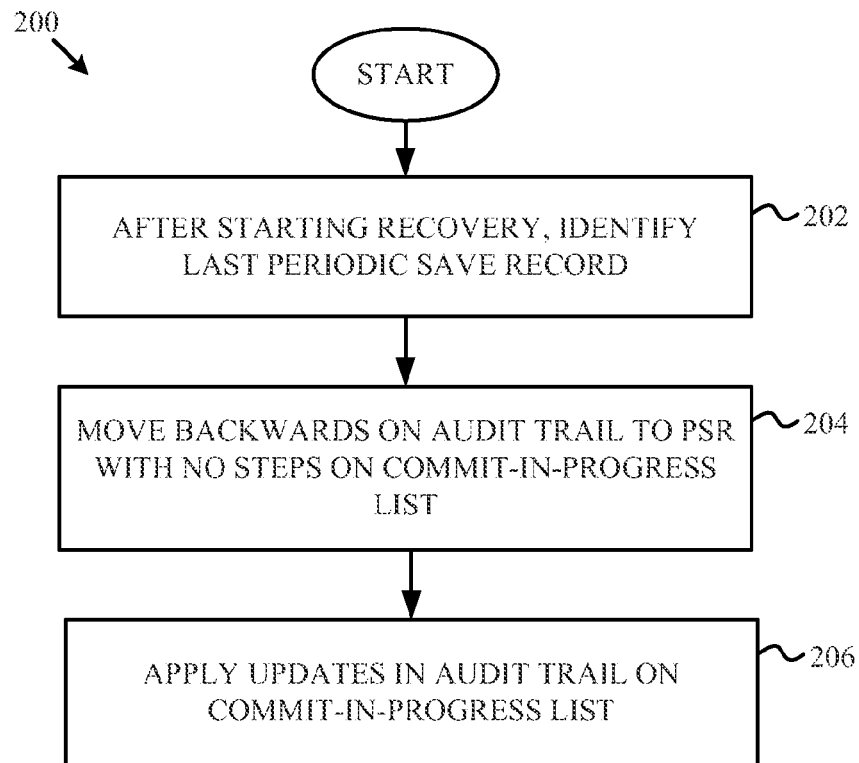 200
START
AFTER STARTING RECOVERY, IDENTIFY
LAST PERIODIC SAVE RECORD
202
MOVE BACKWARDS ON AUDIT TRAIL TO PSR
WITH NO STEPS ON COMMIT-IN-PROGRESS
LIST
204
APPLY UPDATES IN AUDIT TRAIL ON
COMMIT-IN-PROGRESS LIST
206